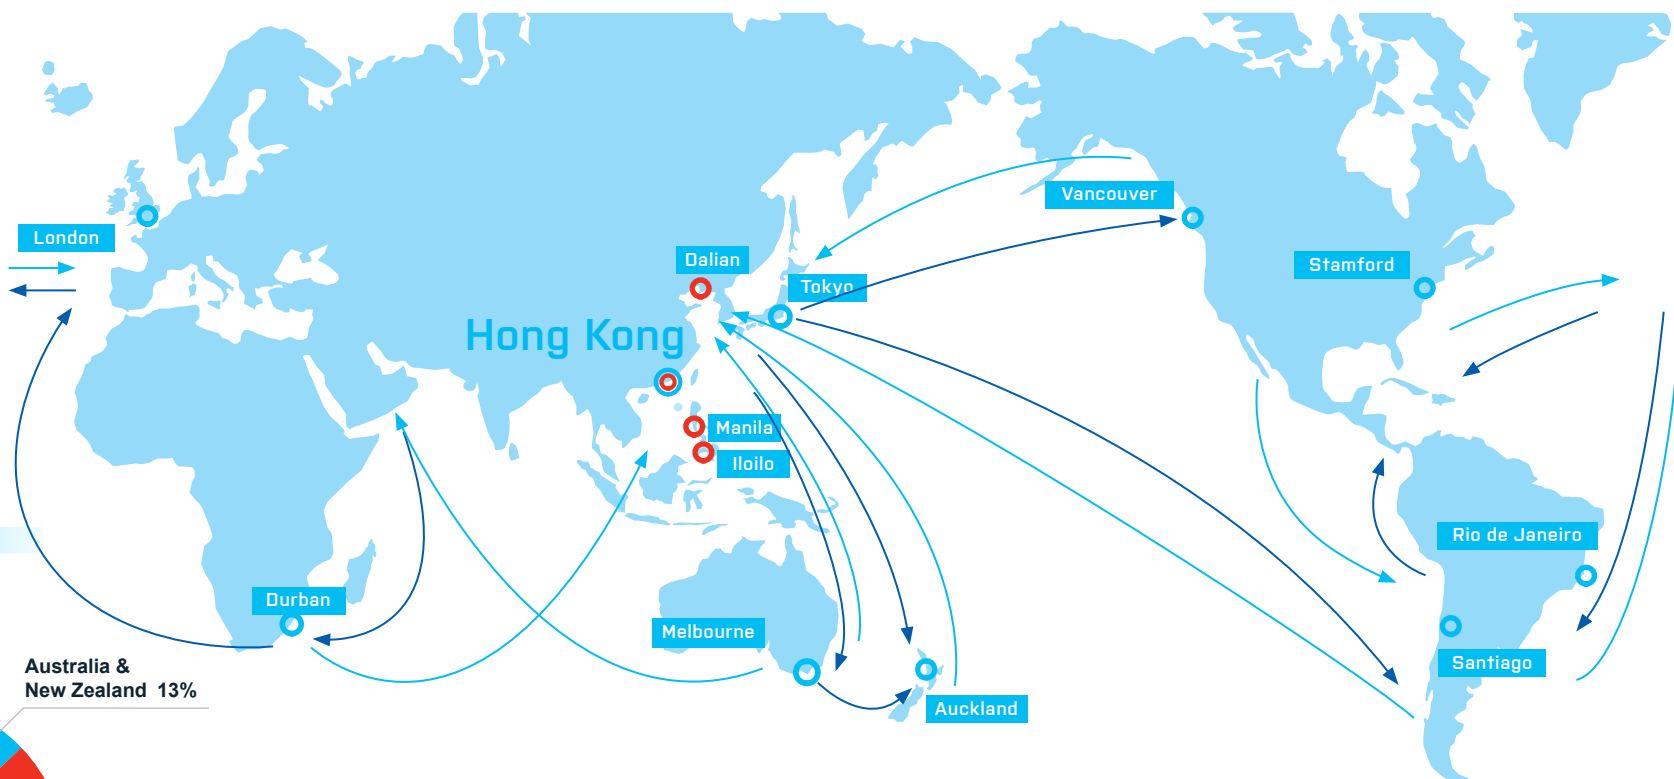 Vancouver
London
Dalian
Stamford
Tokyo
Hong Kong
Manila
Iloilo
Rio de Janeiro
Durban
Melbourne
Santiago
Australia &
New Zealand 13%
Auckland